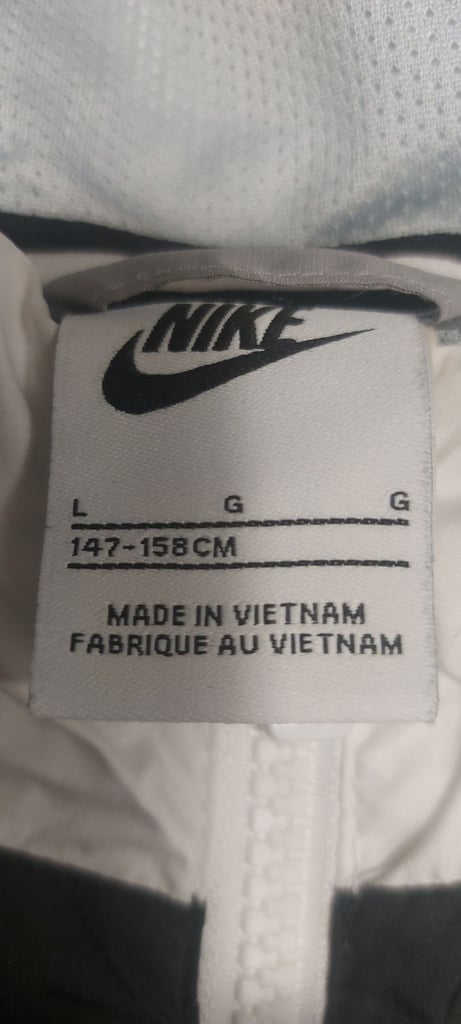 NIKE
L G G
147-158CM
MADE IN VIETNAM
FABRIQUE AU VIETNAM